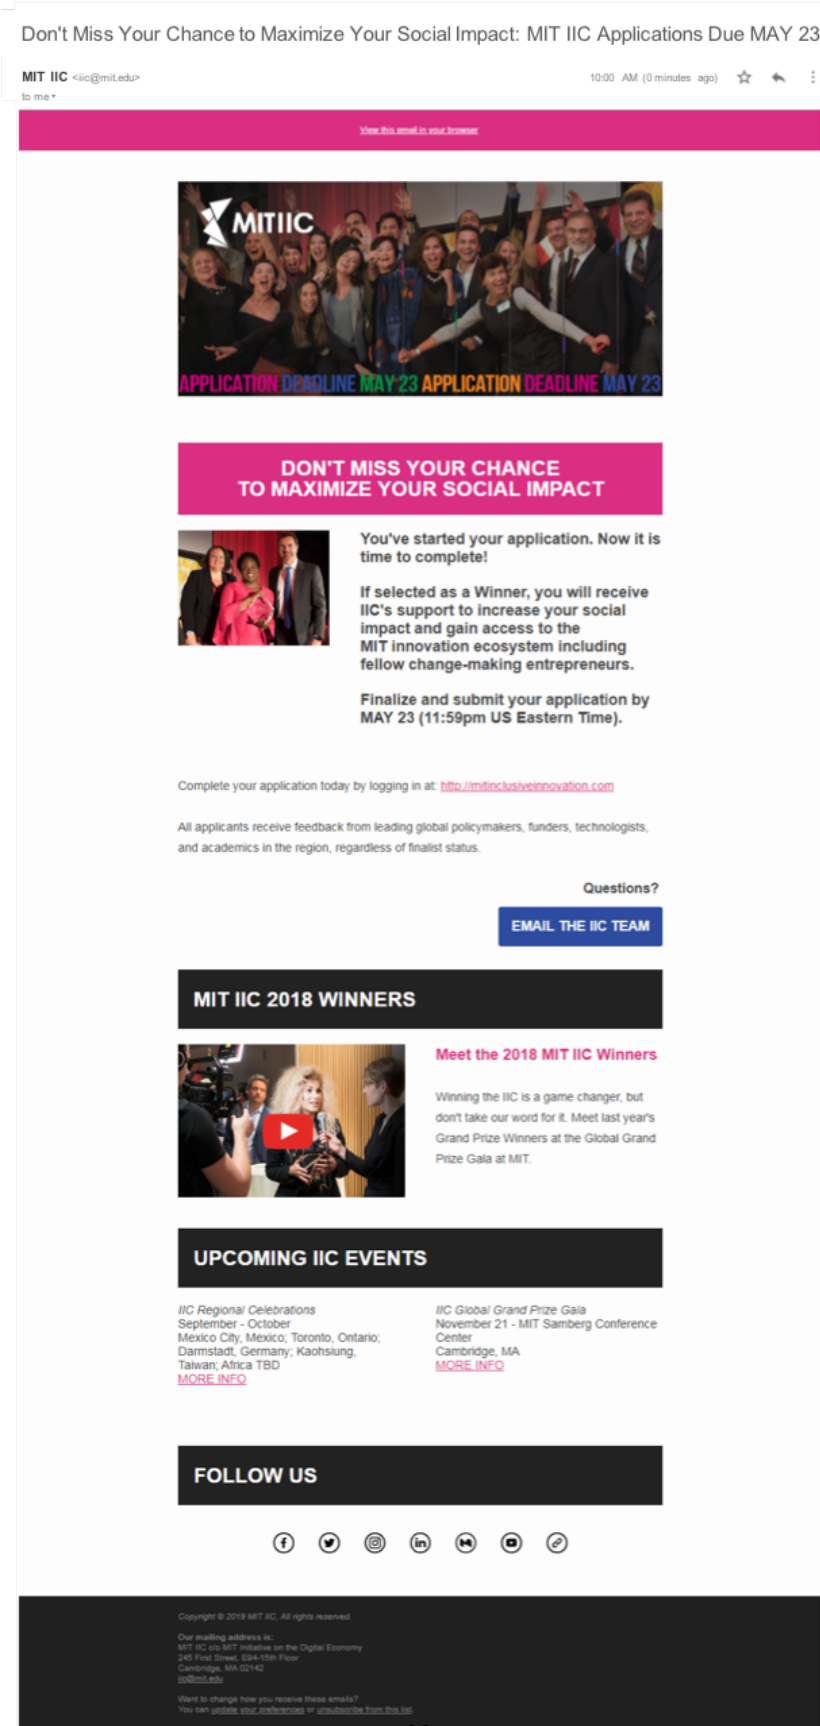 Don't Miss Your Chance to Maximize Your Social Impact: MIT IIC Applications Due MAY 23
MIT IIC <iic@mit.edu>
10:00 AM (0 minutes ago)
to me
View this email in your browser
MITIIC
APPLICATION DEADLINE MAY 23 APPLICATION DEADLINE MAY 23
DON'T MISS YOUR CHANCE
TO MAXIMIZE YOUR SOCIAL IMPACT
You've started your application. Now it is
time to complete!
If selected as a Winner, you will receive
IIC's support to increase your social
impact and gain access to the
MIT innovation ecosystem including
fellow change-making entrepreneurs.
Finalize and submit your application by
MAY 23 (11:59pm US Eastern Time).
Complete your application today by logging in at: http://mitinclusiveinnovation.com
All applicants receive feedback from leading global policymakers, funders, technologists,
and academics in the region, regardless of finalist status.
Questions?
EMAIL THE IIC TEAM
MIT IIC 2018 WINNERS
Meet the 2018 MIT IIC Winners
Winning the IIC is a game changer, but
don't take our word for it. Meet last year's
Grand Prize Winners at the Global Grand
Prize Gala at MIT.
UPCOMING IIC EVENTS
IIC Regional Celebrations
September - October
Mexico City, Mexico; Toronto, Ontario;
Darmstadt, Germany; Kaohsiung,
Taiwan; Africa TBD
MORE INFO
IIC Global Grand Prize Gala
November 21 - MIT Samberg Conference
Center
Cambridge, MA
MORE INFO
FOLLOW US
Copyright © 2019 MIT IIC, All rights reserved.
Our mailing address is:
MIT IIC c/o MIT Initiative on the Digital Economy
245 First Street, E94-15th Floor
Cambridge, MA 02142
iic@mit.edu
Want to change how you receive these emails?
You can update your preferences or unsubscribe from this list.